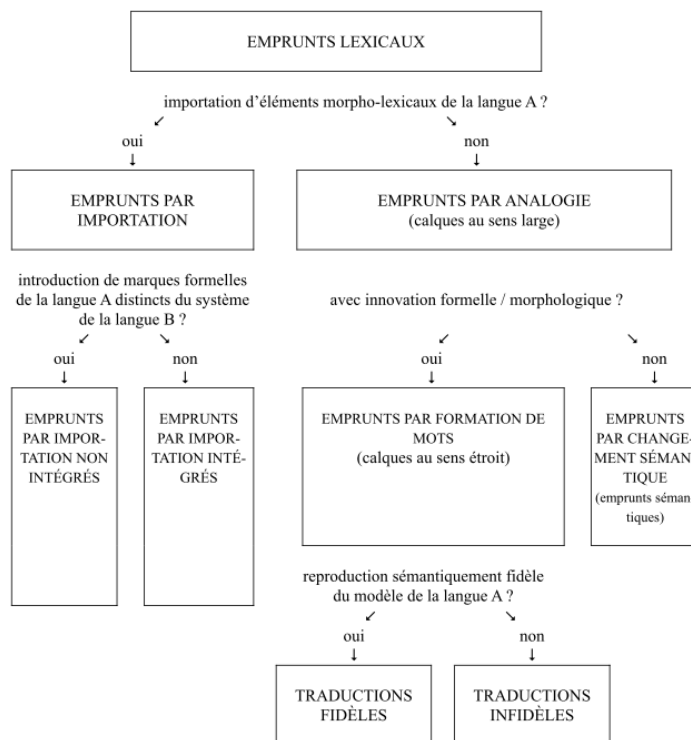 EMPRUNTS LEXICAUX
importation d’éléments morpho-lexicaux de la langue A ?
↙ ↘
oui non
↓ ↓
EMPRUNTS PAR
IMPORTATION
EMPRUNTS PAR ANALOGIE
(calques au sens large)
introduction de marques formelles
de la langue A distincts du système
de la langue B ?
avec innovation formelle / morphologique ?
↙ ↘ ↙ ↘
oui non oui non
↓ ↓ ↓ ↓
EMPRUNTS
PAR IMPOR-
TATION NON
INTÉGRÉS
EMPRUNTS
PAR IMPOR-
TATION INTÉ-
GRÉS
EMPRUNTS PAR FORMATION DE
MOTS
(calques au sens étroit)
EMPRUNTS
PAR CHANGE-
MENT SÉMAN
TIQUE
(emprunts séman
tiques)
reproduction sémantiquement fidèle
du modèle de la langue A ?
↙ ↘
oui non
↓ ↓
TRADUCTIONS
FIDÈLES
TRADUCTIONS
INFIDÈLES